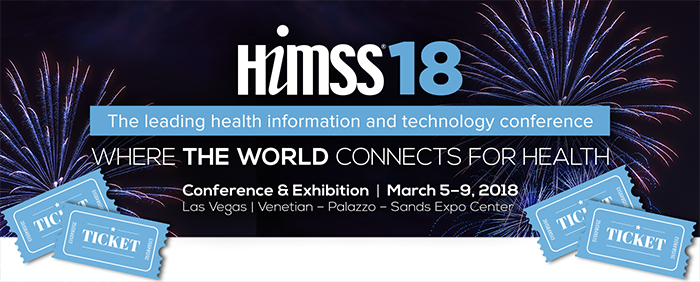 HiMSS® 18
The leading health information and technology conference
WHERE THE WORLD CONNECTS FOR HEALTH
Conference & Exhibition | March 5–9, 2018
Las Vegas | Venetian – Palazzo – Sands Expo Center
TICKET
TICKET